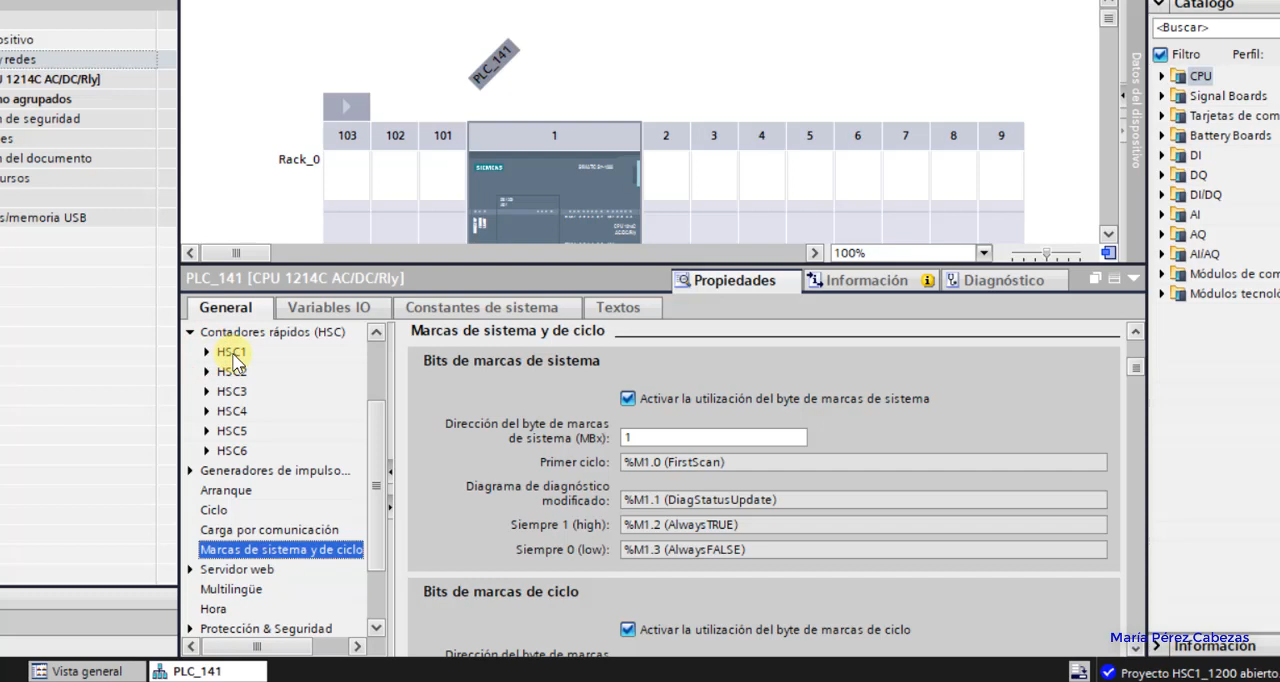 positivo
y redes
U 1214C AC/DC/Rly]
no agrupados
n de seguridad
es
n del documento
ursos
s/memoria USB
PLC_141
103 102 101 1 2 3 4 5 6 7 8 9
Rack_0
SIEMENS
100%
Datos del dispositivo
Catálogo
<Buscar>
Filtro Perfil:
CPU
Signal Boards
Tarjetas de com
Battery Boards
DI
DQ
DI/DQ
AI
AQ
AI/AQ
Módulos de com
Módulos tecnoló
PLC_141 [CPU 1214C AC/DC/Rly]
Propiedades Información Diagnóstico
General Variables IO Constantes de sistema Textos
Contadores rápidos (HSC)
HSC1
HSC2
HSC3
HSC4
HSC5
HSC6
Generadores de impulso...
Arranque
Ciclo
Carga por comunicación
Marcas de sistema y de ciclo
Servidor web
Multilingüe
Hora
Protección & Seguridad
Marcas de sistema y de ciclo
Bits de marcas de sistema
Activar la utilización del byte de marcas de sistema
Dirección del byte de marcas
de sistema (MBx): 1
Primer ciclo: %M1.0 (FirstScan)
Diagrama de diagnóstico
modificado: %M1.1 (DiagStatusUpdate)
Siempre 1 (high): %M1.2 (AlwaysTRUE)
Siempre 0 (low): %M1.3 (AlwaysFALSE)
Bits de marcas de ciclo
Activar la utilización del byte de marcas de ciclo
Dirección del byte de marcas
María Pérez Cabezas
Información
Vista general PLC_141
Proyecto HSC1_1200 abierto